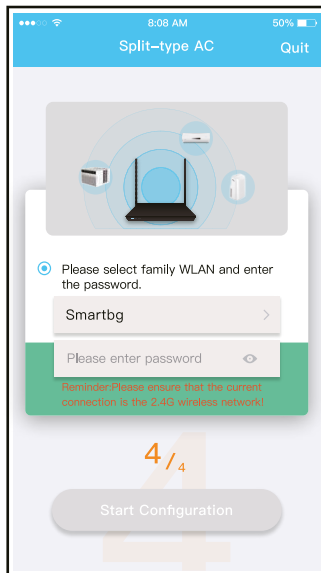 8:08 AM
50%
Split-type AC
Quit
Please select family WLAN and enter
the password.
Smartbg
Please enter password
Reminder:Please ensure that the current
connection is the 2.4G wireless network!
4/4
4
Start Configuration